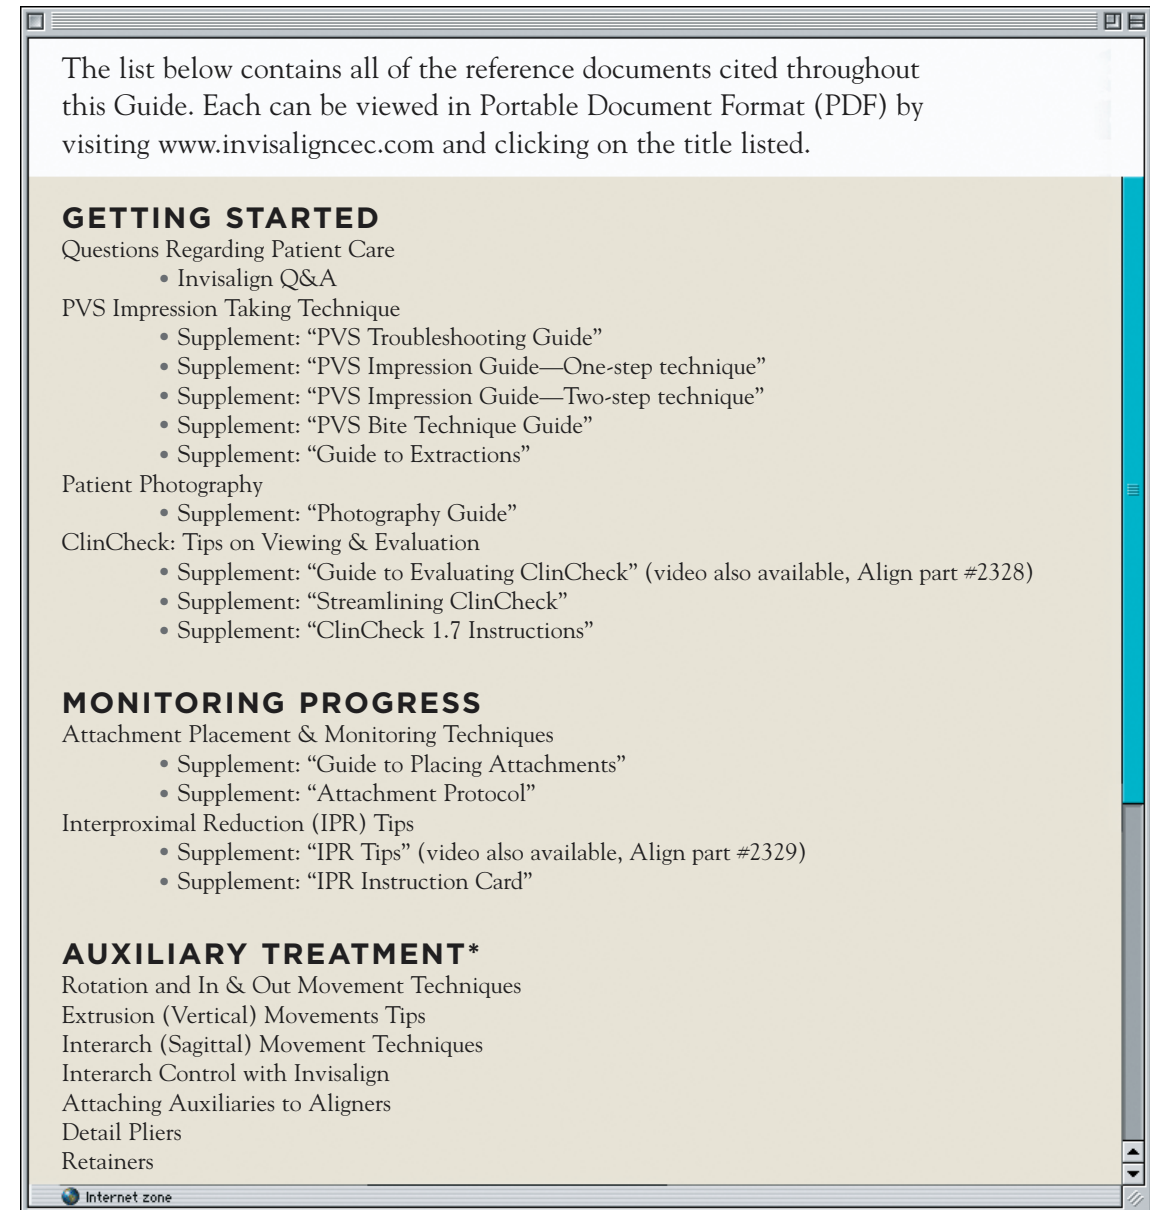 The list below contains all of the reference documents cited throughout
this Guide. Each can be viewed in Portable Document Format (PDF) by
visiting www.invisaligncec.com and clicking on the title listed.
GETTING STARTED
Questions Regarding Patient Care
• Invisalign Q&A
PVS Impression Taking Technique
• Supplement: “PVS Troubleshooting Guide”
• Supplement: “PVS Impression Guide—One-step technique”
• Supplement: “PVS Impression Guide—Two-step technique”
• Supplement: “PVS Bite Technique Guide”
• Supplement: “Guide to Extractions”
Patient Photography
• Supplement: “Photography Guide”
ClinCheck: Tips on Viewing & Evaluation
• Supplement: “Guide to Evaluating ClinCheck” (video also available, Align part #2328)
• Supplement: “Streamlining ClinCheck”
• Supplement: “ClinCheck 1.7 Instructions”
MONITORING PROGRESS
Attachment Placement & Monitoring Techniques
• Supplement: “Guide to Placing Attachments”
• Supplement: “Attachment Protocol”
Interproximal Reduction (IPR) Tips
• Supplement: “IPR Tips” (video also available, Align part #2329)
• Supplement: “IPR Instruction Card”
AUXILIARY TREATMENT*
Rotation and In & Out Movement Techniques
Extrusion (Vertical) Movements Tips
Interarch (Sagittal) Movement Techniques
Interarch Control with Invisalign
Attaching Auxiliaries to Aligners
Detail Pliers
Retainers
Internet zone